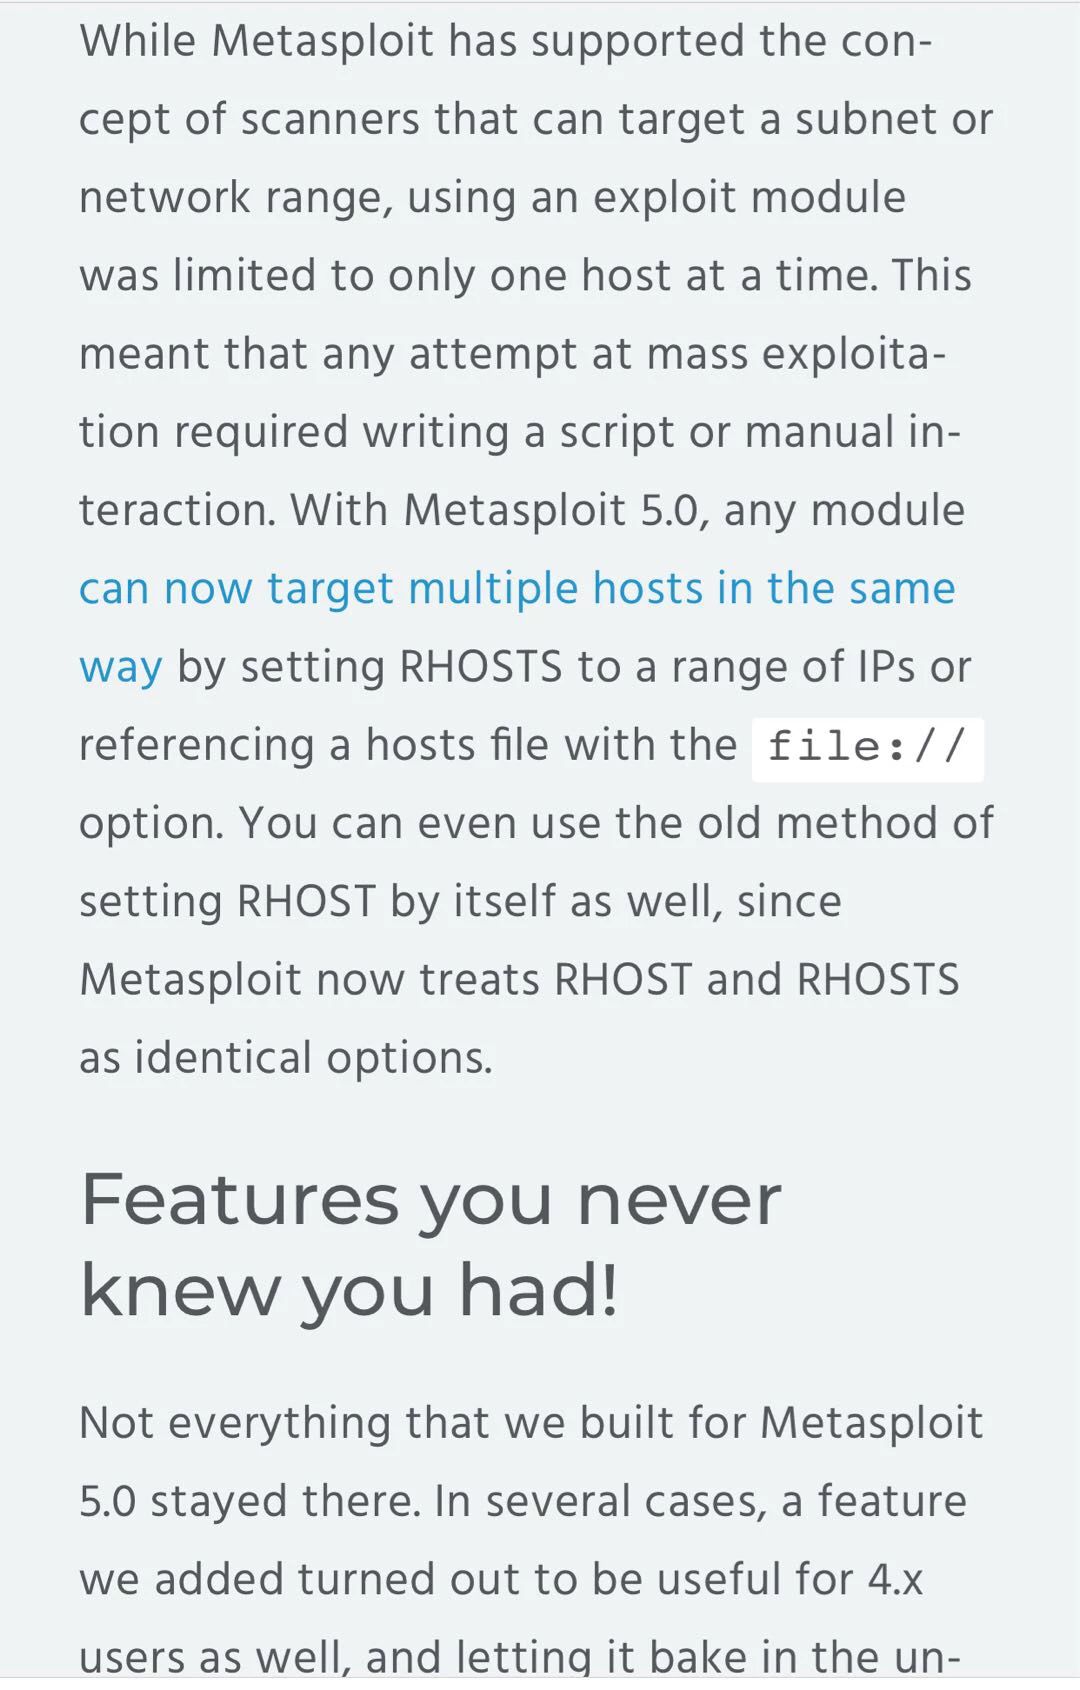 While Metasploit has supported the con-
cept of scanners that can target a subnet or
network range, using an exploit module
was limited to only one host at a time. This
meant that any attempt at mass exploita-
tion required writing a script or manual in-
teraction. With Metasploit 5.0, any module
can now target multiple hosts in the same
way by setting RHOSTS to a range of IPs or
referencing a hosts file with the file://
option. You can even use the old method of
setting RHOST by itself as well, since
Metasploit now treats RHOST and RHOSTS
as identical options.
Features you never
knew you had!
Not everything that we built for Metasploit
5.0 stayed there. In several cases, a feature
we added turned out to be useful for 4.x
users as well, and letting it bake in the un-